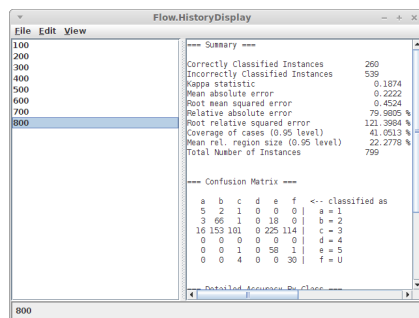 Flow.HistoryDisplay
File Edit View
100
200
300
400
500
600
700
800
=== Summary ===
Correctly Classified Instances 260
Incorrectly Classified Instances 539
Kappa statistic 0.1874
Mean absolute error 0.2222
Root mean squared error 0.4524
Relative absolute error 79.9805 %
Root relative squared error 121.3984 %
Coverage of cases (0.95 level) 41.0513 %
Mean rel. region size (0.95 level) 22.2778 %
Total Number of Instances 799
=== Confusion Matrix ===
a b c d e f <-- classified as
5 2 1 0 0 0 | a = 1
3 66 1 0 18 0 | b = 2
16 153 101 0 225 114 | c = 3
0 0 0 0 0 0 | d = 4
0 0 1 0 58 1 | e = 5
0 0 4 0 0 30 | f = U
=== Detailed Accuracy By Class ===
800